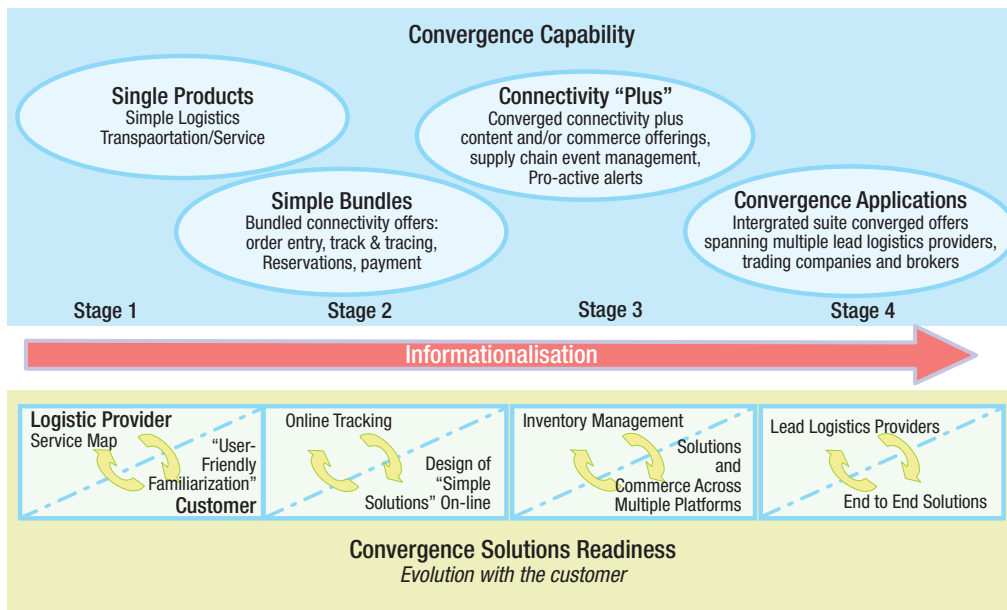 Convergence Capability
Single Products
Simple Logistics
Transpaortation/Service
Connectivity “Plus”
Converged connectivity plus
content and/or commerce offerings,
supply chain event management,
Pro-active alerts
Simple Bundles
Bundled connectivity offers:
order entry, track & tracing,
Reservations, payment
Convergence Applications
Intergrated suite converged offers
spanning multiple lead logistics providers,
trading companies and brokers
Stage 1
Stage 2
Stage 3
Stage 4
Informationalisation
Logistic Provider
Service Map
“User-
Friendly
Familiarization”
Customer
Online Tracking
Design of
“Simple
Solutions” On-line
Inventory Management
Solutions
and
Commerce Across
Multiple Platforms
Lead Logistics Providers
End to End Solutions
Convergence Solutions Readiness
Evolution with the customer